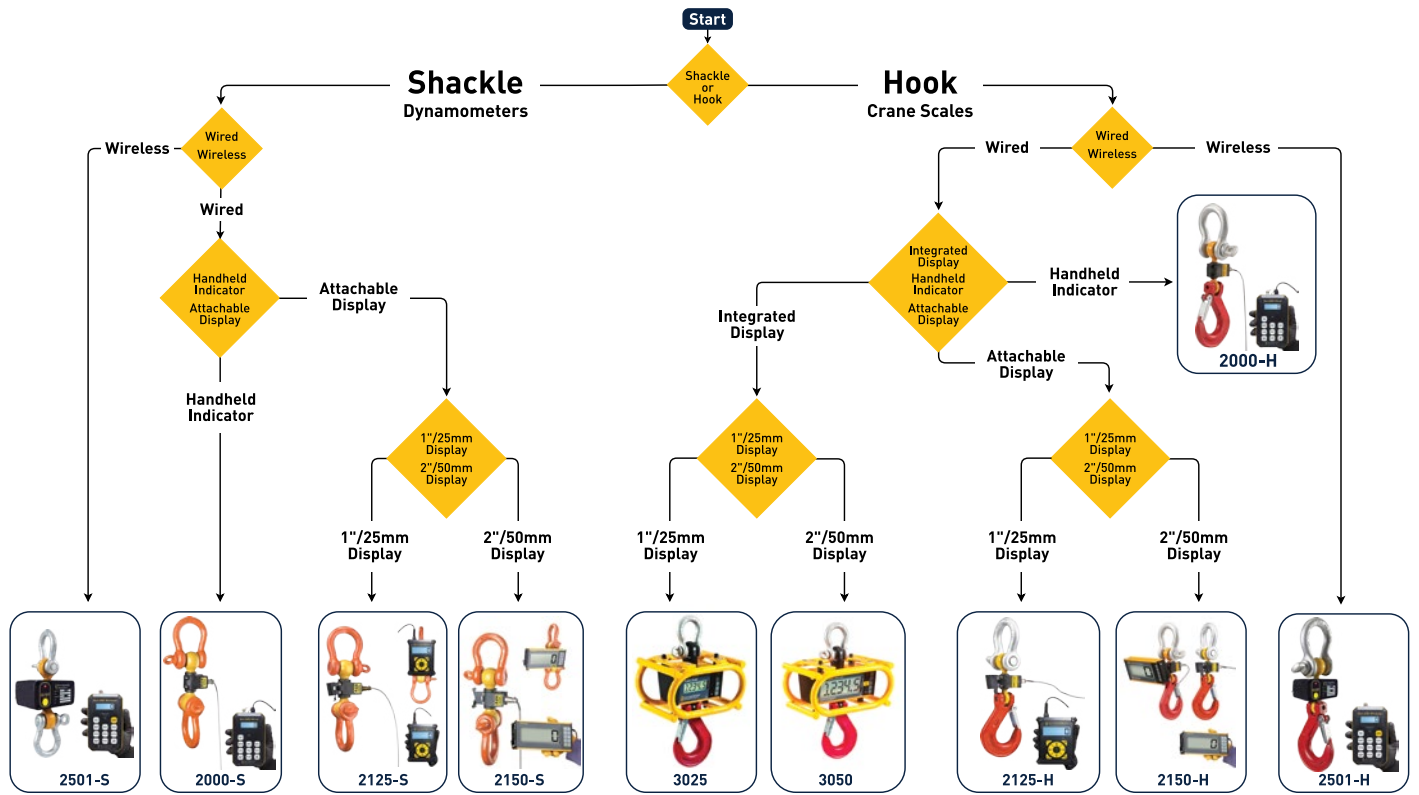 Start
Shackle
or
Hook
Shackle
Dynamometers
Hook
Crane Scales
Wired
Wireless
Wireless
Wired
Wired
Wireless
Wired
Wireless
Handheld
Indicator
Attachable
Display
Attachable
Display
Handheld
Indicator
Integrated
Display
Handheld
Indicator
Attachable
Display
Handheld
Indicator
2000-H
Integrated
Display
Attachable
Display
1"/25mm
Display
2"/50mm
Display
1"/25mm
Display
2"/50mm
Display
1"/25mm
Display
2"/50mm
Display
1"/25mm
Display
2"/50mm
Display
1"/25mm
Display
2"/50mm
Display
1"/25mm
Display
2"/50mm
Display
2501-S
2000-S
2125-S
2150-S
3025
1234.5
3050
2125-H
2150-H
2501-H